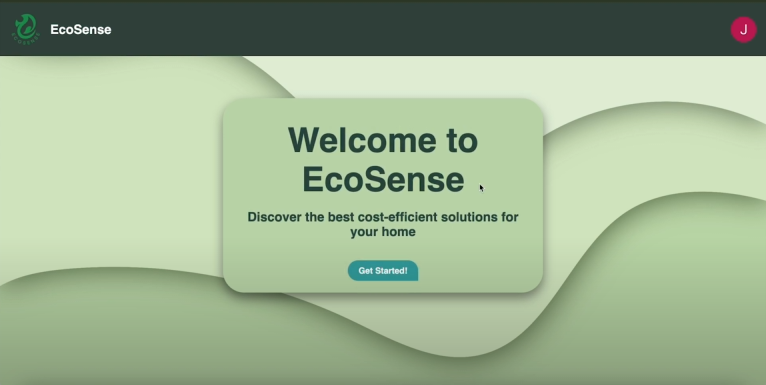 EcoSense
J
Welcome to
EcoSense
Discover the best cost-efficient solutions for
your home
Get Started!